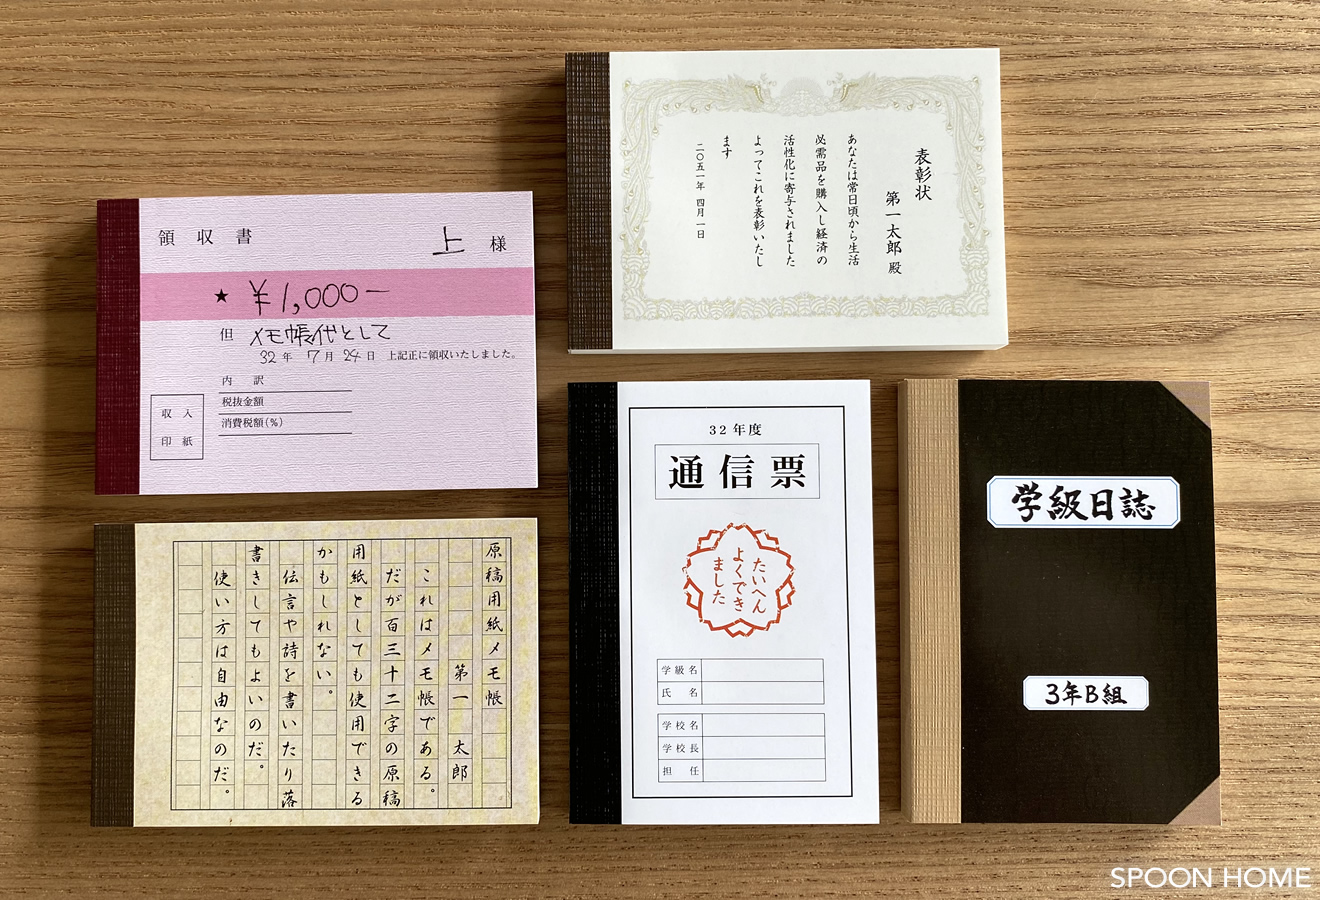 領収書
上 様
★ ¥1,000−
但 メモ帳代として
32年 7月 24日 上記正に領収いたしました。
内 訳
税抜金額
消費税額(%)
収 入
印 紙
表彰状
第一太郎 殿
あなたは常日頃から生活
必需品を購入し経済の
活性化に寄与されました
よってこれを表彰いたし
ます
二〇五一年 四月一日
原稿用紙メモ帳
第一 太郎
これはメモ帳である。
だが百三十二字の原稿
用紙としても使用できる
かもしれない。
伝言や詩を書いたり落
書きしてもよいのだ。
使い方は自由なのだ。
32年度
通信票
たいへん
よくでき
ました
学級名
氏 名
学校名
学校長
担 任
学級日誌
3年B組
SPOON HOME